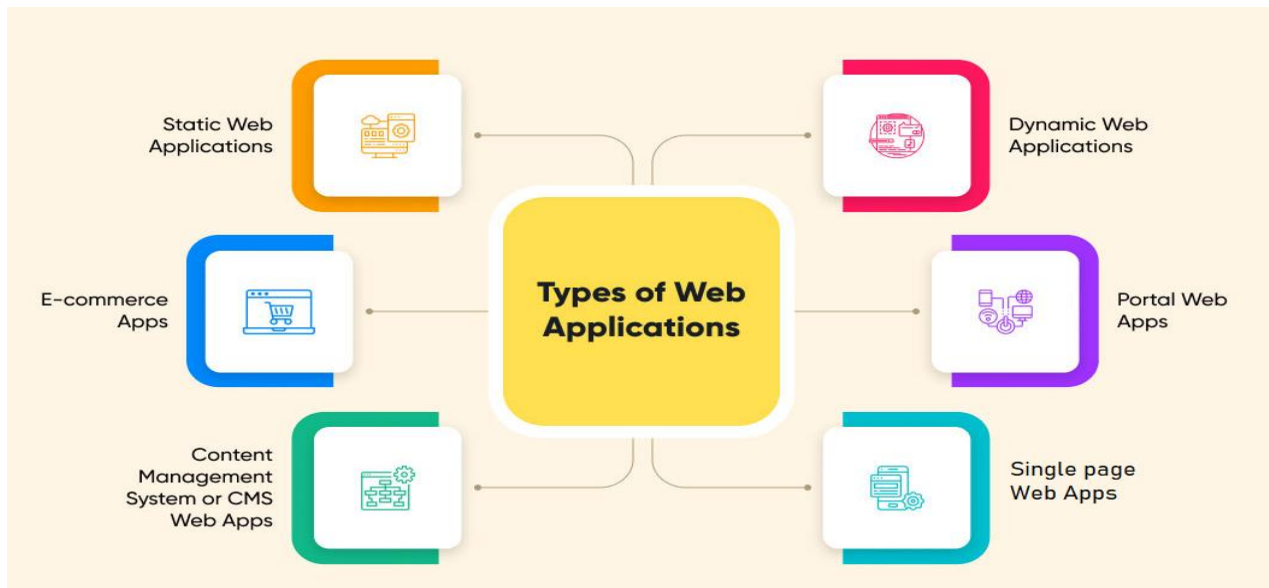 Static Web
Applications
Dynamic Web
Applications
E-commerce
Apps
Types of Web
Applications
Portal Web
Apps
Content
Management
System or CMS
Web Apps
Single page
Web Apps